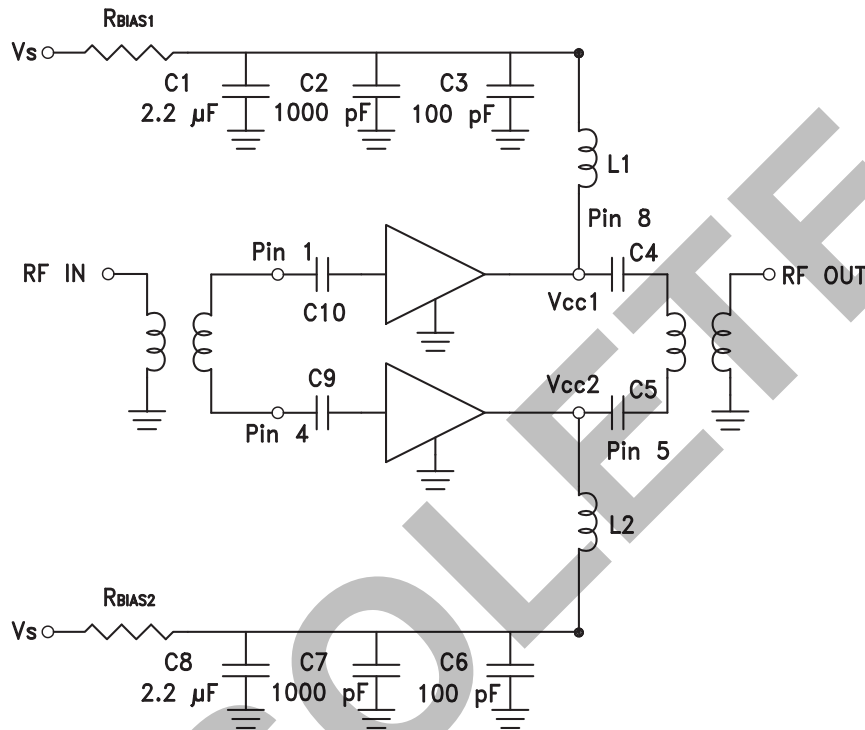 RBIAS1
Vs
C1
2.2 µF
C2
1000 pF
C3
100 pF
L1
Pin 8
RF IN
Pin 1
C10
C4
Vcc1
RF OUT
C9
Pin 4
Vcc2
C5
Pin 5
L2
RBIAS2
Vs
C8
2.2 µF
C7
1000 pF
C6
100 pF
OLETE